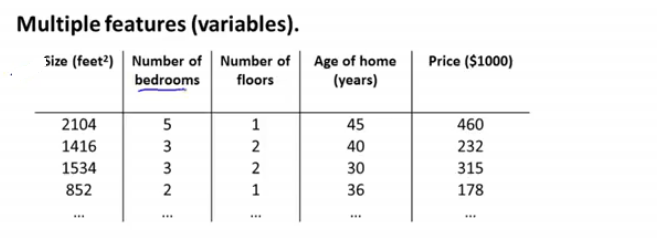 Multiple features (variables).
Size (feet²) Number of bedrooms Number of floors Age of home (years) Price ($1000)
2104 5 1 45 460
1416 3 2 40 232
1534 3 2 30 315
852 2 1 36 178
... ... ... ... ...